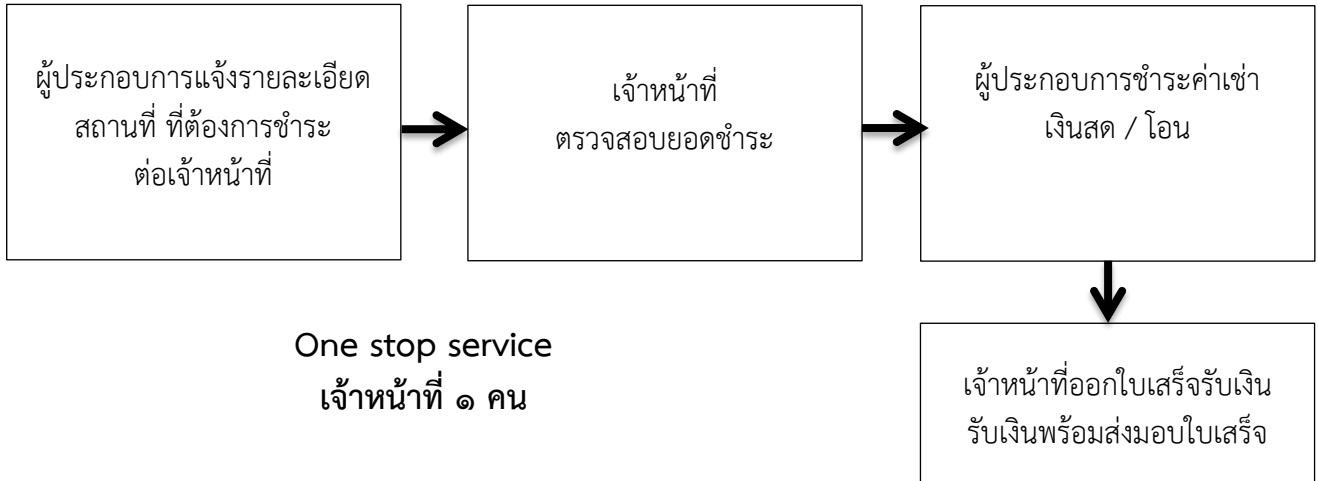 ผู้ประกอบการแจ้งรายละเอียด
สถานที่ ที่ต้องการชำระ
ต่อเจ้าหน้าที่
เจ้าหน้าที่
ตรวจสอบยอดชำระ
ผู้ประกอบการชำระค่าเช่า
เงินสด / โอน
One stop service
เจ้าหน้าที่ ๑ คน
เจ้าหน้าที่ออกใบเสร็จรับเงิน
รับเงินพร้อมส่งมอบใบเสร็จ